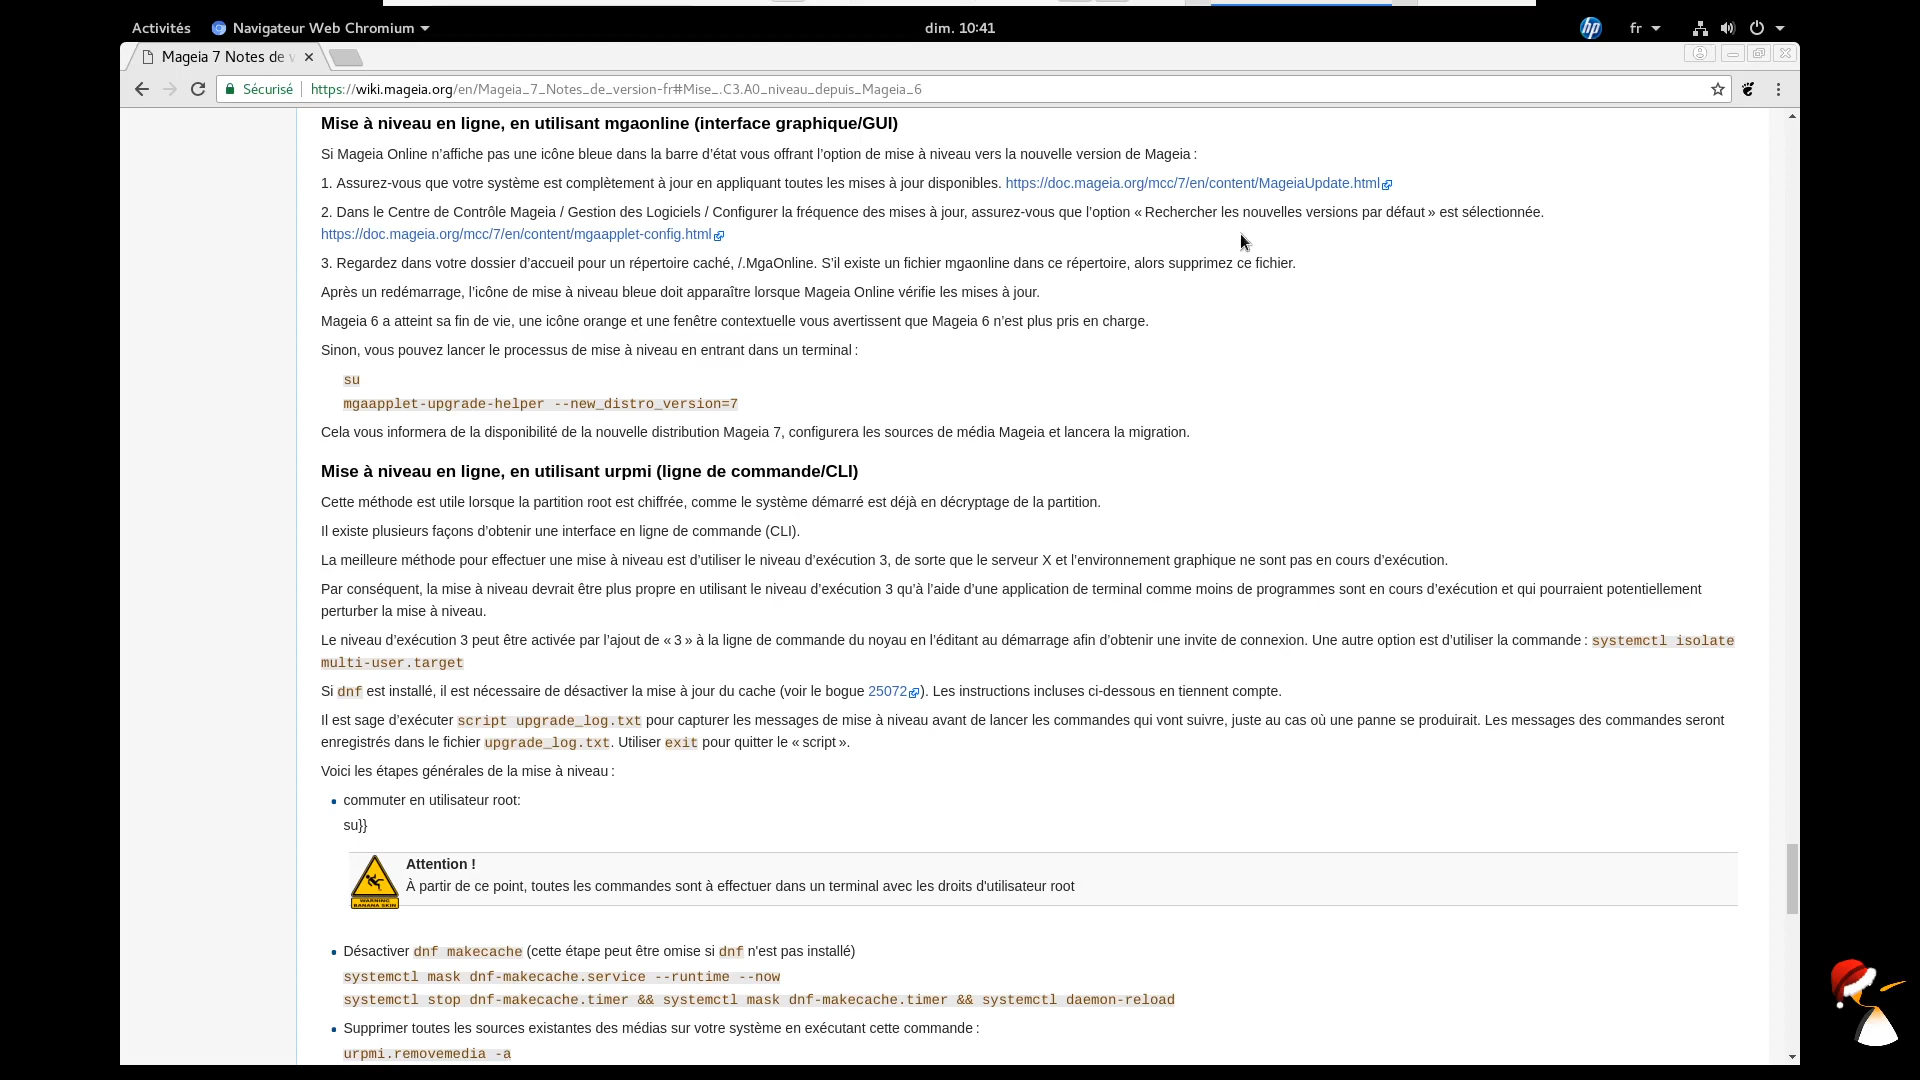 Activités
Navigateur Web Chromium
dim. 10:41
hp
fr
Mageia 7 Notes de v
Sécurisé
https://wiki.mageia.org/en/Mageia_7_Notes_de_version-fr#Mise_.C3.A0_niveau_depuis_Mageia_6
Mise à niveau en ligne, en utilisant mgaonline (interface graphique/GUI)
Si Mageia Online n’affiche pas une icône bleue dans la barre d’état vous offrant l’option de mise à niveau vers la nouvelle version de Mageia :
1. Assurez-vous que votre système est complètement à jour en appliquant toutes les mises à jour disponibles. https://doc.mageia.org/mcc/7/en/content/MageiaUpdate.html
2. Dans le Centre de Contrôle Mageia / Gestion des Logiciels / Configurer la fréquence des mises à jour, assurez-vous que l’option « Rechercher les nouvelles versions par défaut » est sélectionnée.
https://doc.mageia.org/mcc/7/en/content/mgaapplet-config.html
3. Regardez dans votre dossier d’accueil pour un répertoire caché, /.MgaOnline. S’il existe un fichier mgaonline dans ce répertoire, alors supprimez ce fichier.
Après un redémarrage, l’icône de mise à niveau bleue doit apparaître lorsque Mageia Online vérifie les mises à jour.
Mageia 6 a atteint sa fin de vie, une icône orange et une fenêtre contextuelle vous avertissent que Mageia 6 n’est plus pris en charge.
Sinon, vous pouvez lancer le processus de mise à niveau en entrant dans un terminal :
su
mgaapplet-upgrade-helper --new_distro_version=7
Cela vous informera de la disponibilité de la nouvelle distribution Mageia 7, configurera les sources de média Mageia et lancera la migration.
Mise à niveau en ligne, en utilisant urpmi (ligne de commande/CLI)
Cette méthode est utile lorsque la partition root est chiffrée, comme le système démarré est déjà en décryptage de la partition.
Il existe plusieurs façons d’obtenir une interface en ligne de commande (CLI).
La meilleure méthode pour effectuer une mise à niveau est d’utiliser le niveau d’exécution 3, de sorte que le serveur X et l’environnement graphique ne sont pas en cours d’exécution.
Par conséquent, la mise à niveau devrait être plus propre en utilisant le niveau d’exécution 3 qu’à l’aide d’une application de terminal comme moins de programmes sont en cours d’exécution et qui pourraient potentiellement
perturber la mise à niveau.
Le niveau d’exécution 3 peut être activée par l’ajout de « 3 » à la ligne de commande du noyau en l’éditant au démarrage afin d’obtenir une invite de connexion. Une autre option est d’utiliser la commande : systemctl isolate
multi-user.target
Si dnf est installé, il est nécessaire de désactiver la mise à jour du cache (voir le bogue 25072). Les instructions incluses ci-dessous en tiennent compte.
Il est sage d’exécuter script upgrade_log.txt pour capturer les messages de mise à niveau avant de lancer les commandes qui vont suivre, juste au cas où une panne se produirait. Les messages des commandes seront
enregistrés dans le fichier upgrade_log.txt. Utiliser exit pour quitter le « script ».
Voici les étapes générales de la mise à niveau :
commuter en utilisateur root:
su}}
Attention !
À partir de ce point, toutes les commandes sont à effectuer dans un terminal avec les droits d'utilisateur root
WARNING
BANANA SKIN
Désactiver dnf makecache (cette étape peut être omise si dnf n'est pas installé)
systemctl mask dnf-makecache.service --runtime --now
systemctl stop dnf-makecache.timer && systemctl mask dnf-makecache.timer && systemctl daemon-reload
Supprimer toutes les sources existantes des médias sur votre système en exécutant cette commande :
urpmi.removemedia -a